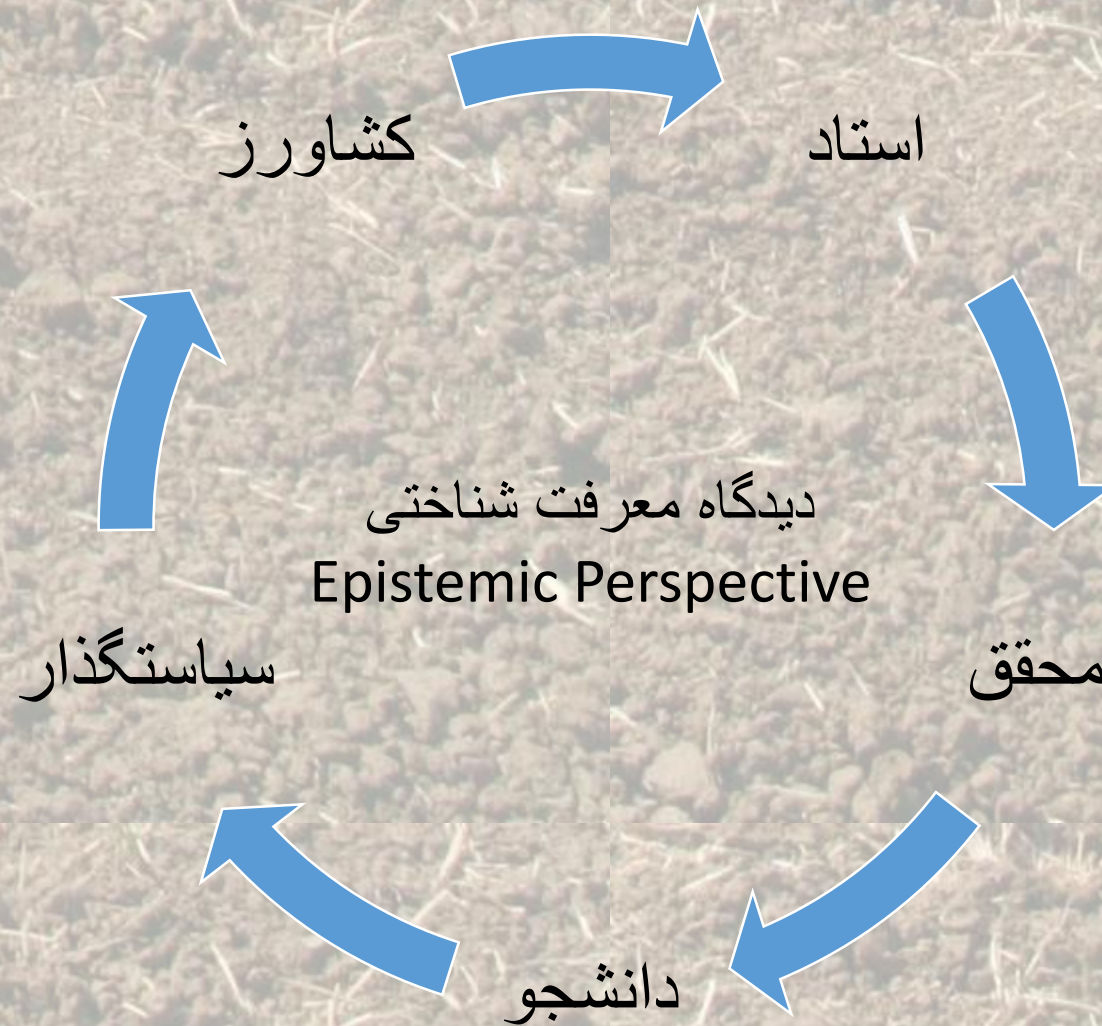 کشاورز
استاد
دیدگاه معرفت شناختی
Epistemic Perspective
سیاستگذار
محقق
دانشجو